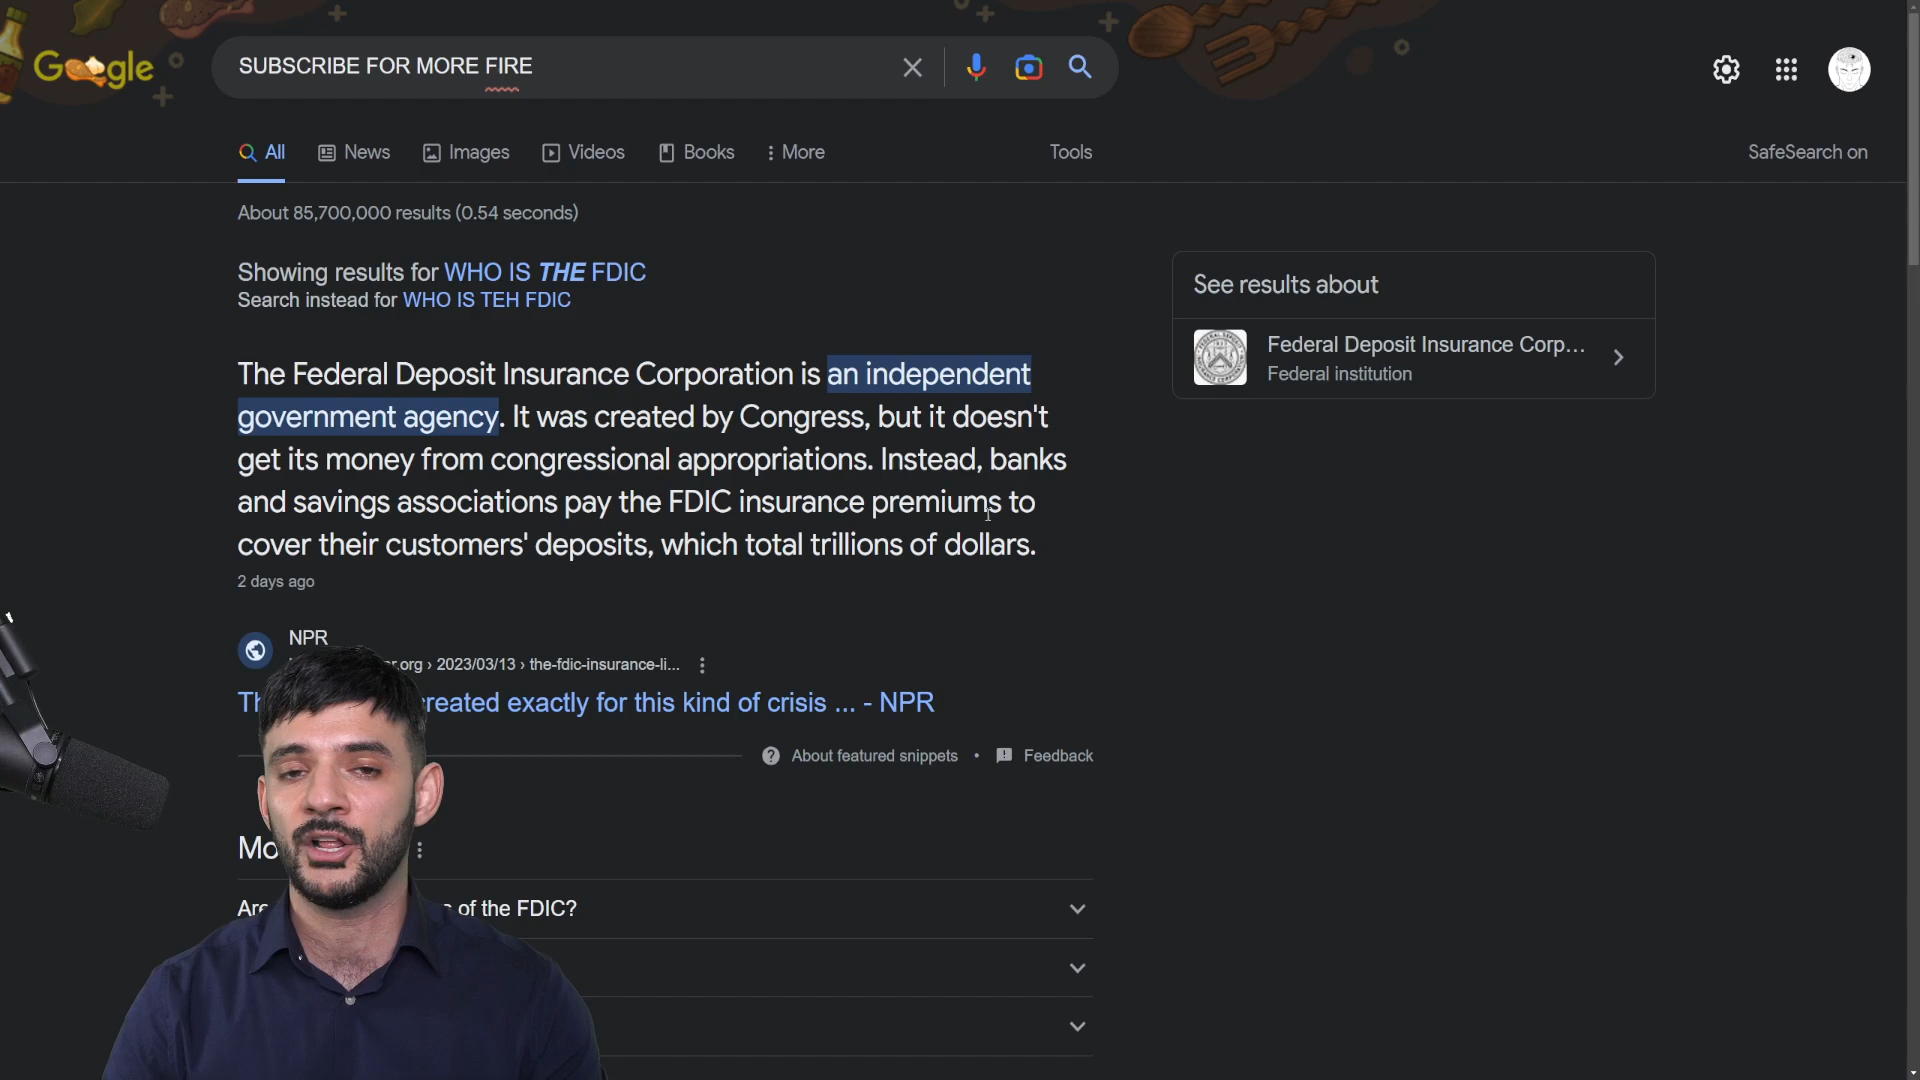 Google
SUBSCRIBE FOR MORE FIRE
All
News
Images
Videos
Books
More
Tools
SafeSearch on
About 85,700,000 results (0.54 seconds)
Showing results for WHO IS THE FDIC
Search instead for WHO IS TEH FDIC
The Federal Deposit Insurance Corporation is an independent
government agency. It was created by Congress, but it doesn't
get its money from congressional appropriations. Instead, banks
and savings associations pay the FDIC insurance premiums to
cover their customers' deposits, which total trillions of dollars.
2 days ago
See results about
Federal Deposit Insurance Corp...
Federal institution
NPR
.org › 2023/03/13 › the-fdic-insurance-li...
created exactly for this kind of crisis ... - NPR
About featured snippets • Feedback
Mo
Are of the FDIC?